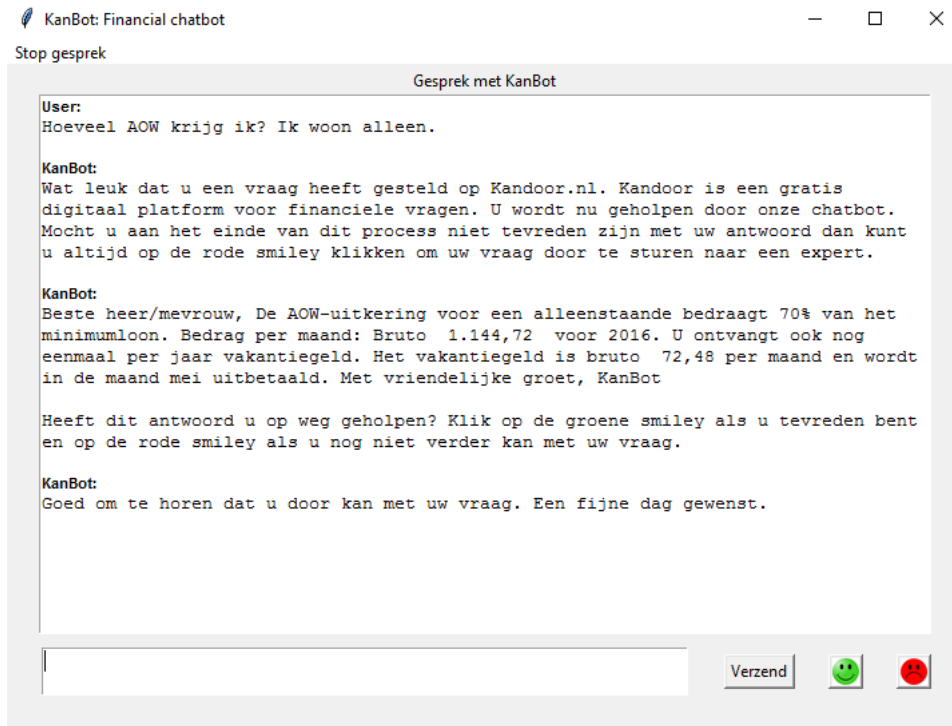 KanBot: Financial chatbot
Stop gesprek
Gesprek met KanBot
User:
Hoeveel AOW krijg ik? Ik woon alleen.
KanBot:
Wat leuk dat u een vraag heeft gesteld op Kandoor.nl. Kandoor is een gratis
digitaal platform voor financiele vragen. U wordt nu geholpen door onze chatbot.
Mocht u aan het einde van dit process niet tevreden zijn met uw antwoord dan kunt
u altijd op de rode smiley klikken om uw vraag door te sturen naar een expert.
KanBot:
Beste heer/mevrouw, De AOW-uitkering voor een alleenstaande bedraagt 70% van het
minimumloon. Bedrag per maand: Bruto  1.144,72  voor 2016. U ontvangt ook nog
eenmaal per jaar vakantiegeld. Het vakantiegeld is bruto  72,48 per maand en wordt
in de maand mei uitbetaald. Met vriendelijke groet, KanBot
Heeft dit antwoord u op weg geholpen? Klik op de groene smiley als u tevreden bent
en op de rode smiley als u nog niet verder kan met uw vraag.
KanBot:
Goed om te horen dat u door kan met uw vraag. Een fijne dag gewenst.
Verzend